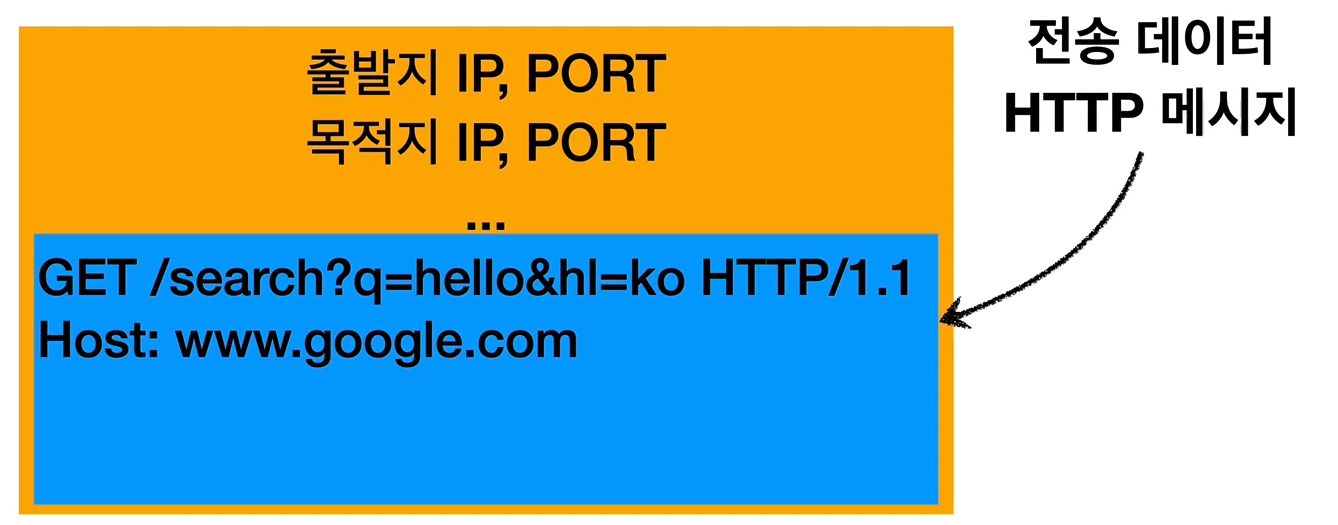 출발지 IP, PORT
목적지 IP, PORT
...
GET /search?q=hello&hl=ko HTTP/1.1
Host: www.google.com
전송 데이터
HTTP 메시지